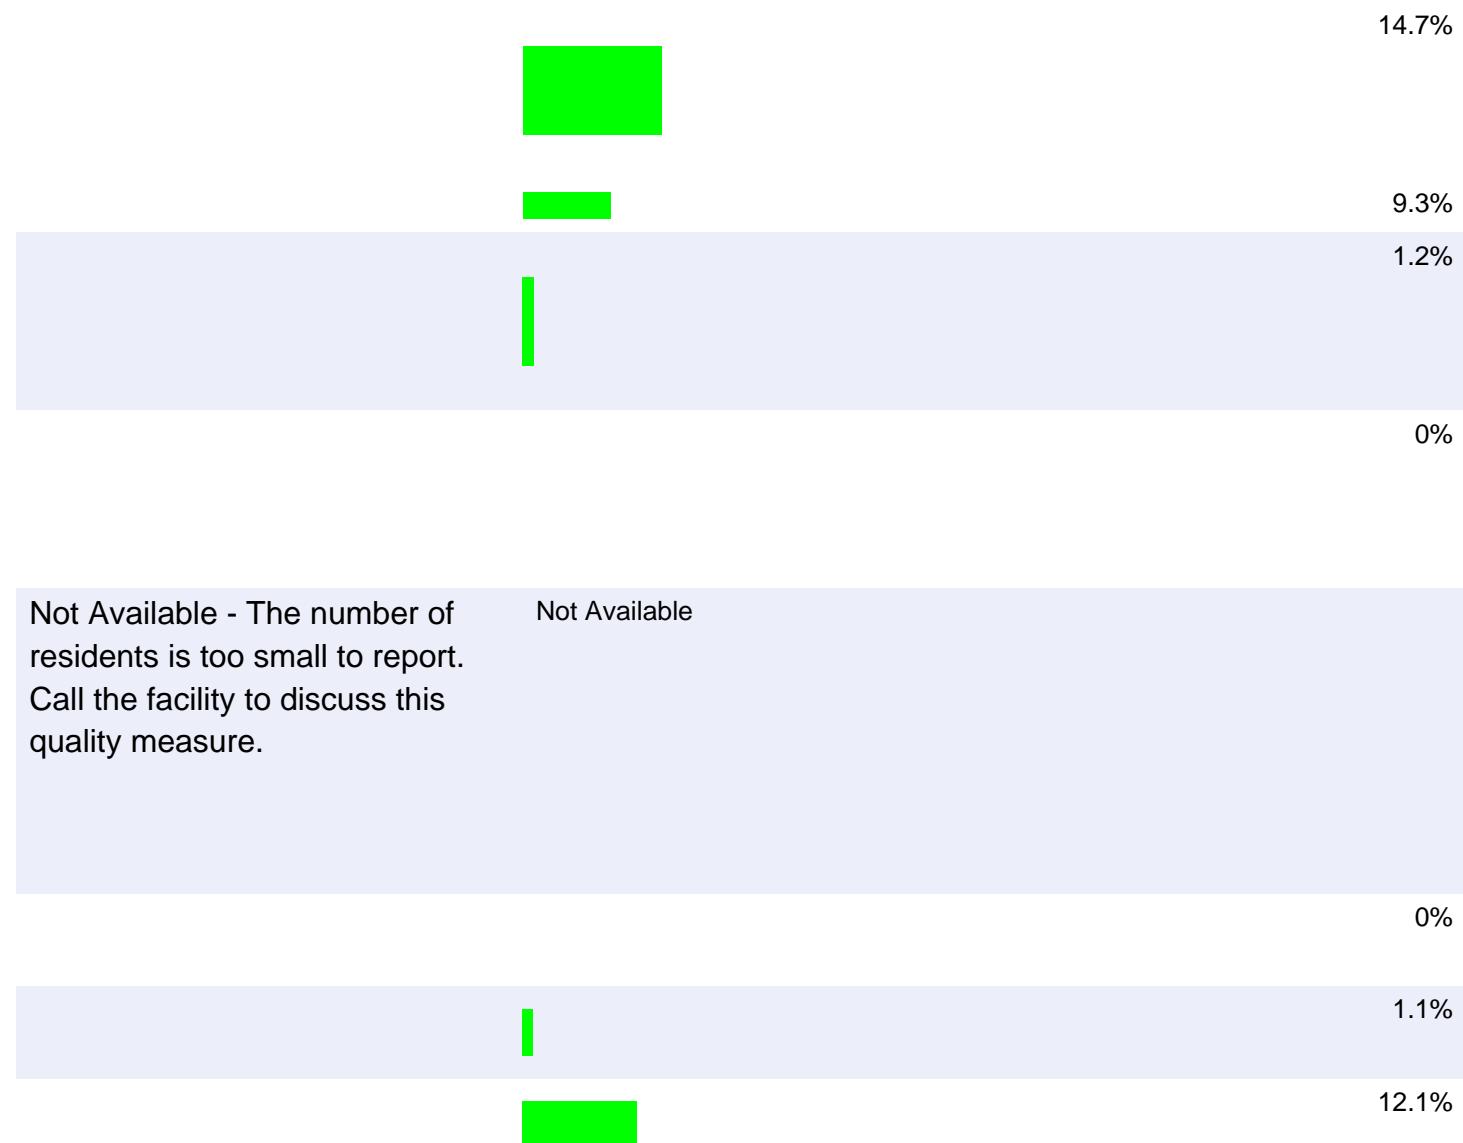 14.7%
9.3%
1.2%
0%
Not Available - The number of
residents is too small to report.
Call the facility to discuss this
quality measure.
Not Available
0%
1.1%
12.1%